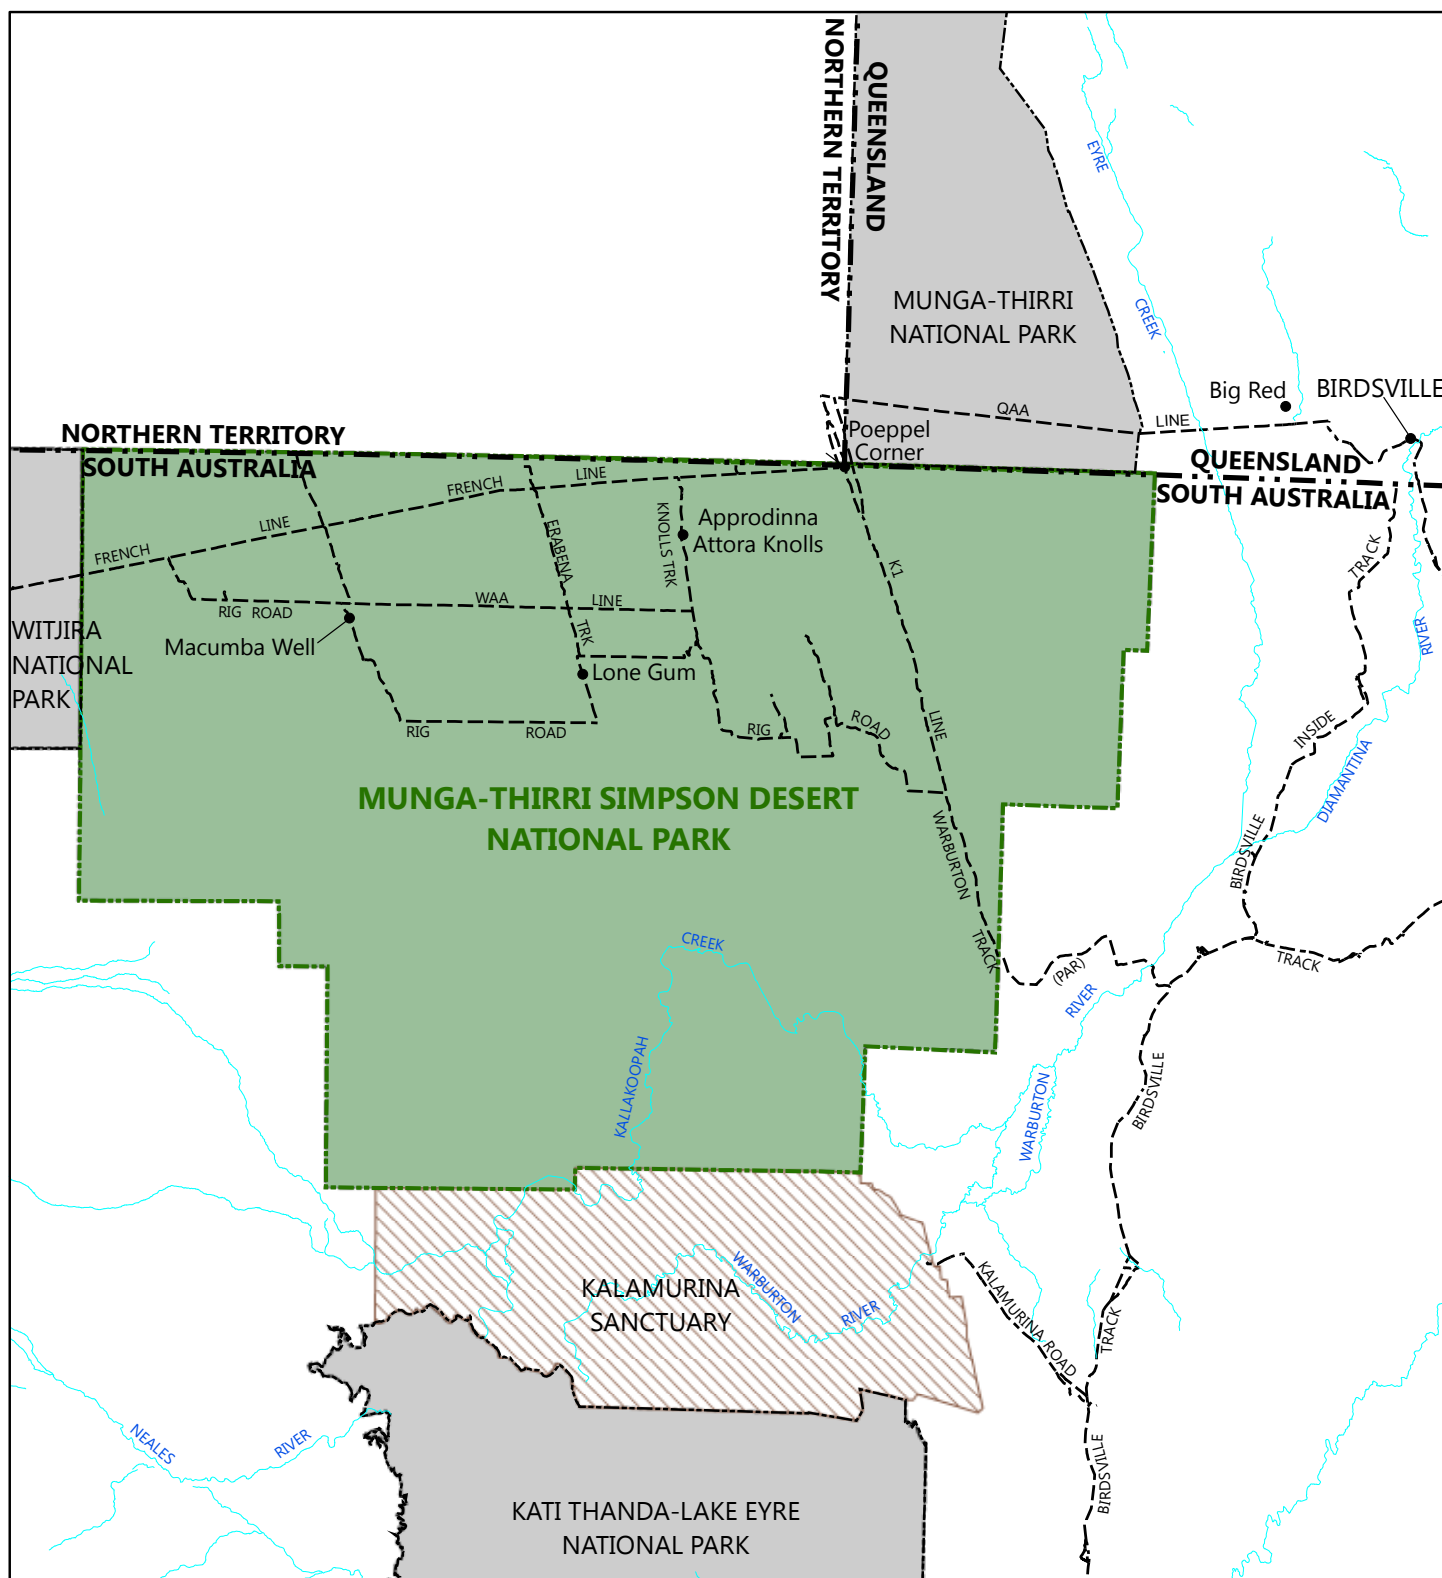 NORTHERN TERRITORY
QUEENSLAND
EYRE
CREEK
MUNGA-THIRRI
NATIONAL PARK
Big Red
BIRDSVILLE
QAA
LINE
Poeppel
Corner
NORTHERN TERRITORY
SOUTH AUSTRALIA
QUEENSLAND
SOUTH AUSTRALIA
FRENCH
LINE
FRENCH
LINE
KNOLLS TRK
Approdinna
Attora Knolls
ERABENA
TRK
K1
LINE
WAA
LINE
RIG
ROAD
WITJIRA
NATIONAL
PARK
Macumba Well
Lone Gum
RIG
ROAD
RIG
ROAD
TRACK
RIVER
INSIDE
DIAMANTINA
BIRDSVILLE
MUNGA-THIRRI SIMPSON DESERT
NATIONAL PARK
WARBURTON
TRACK
(PAR)
TRACK
CREEK
KALLAKOOPAH
RIVER
WARBURTON
BIRDSVILLE
KALAMURINA
SANCTUARY
WARBURTON
RIVER
KALAMURINA ROAD
TRACK
BIRDSVILLE
NEALES
RIVER
KATI THANDA-LAKE EYRE
NATIONAL PARK